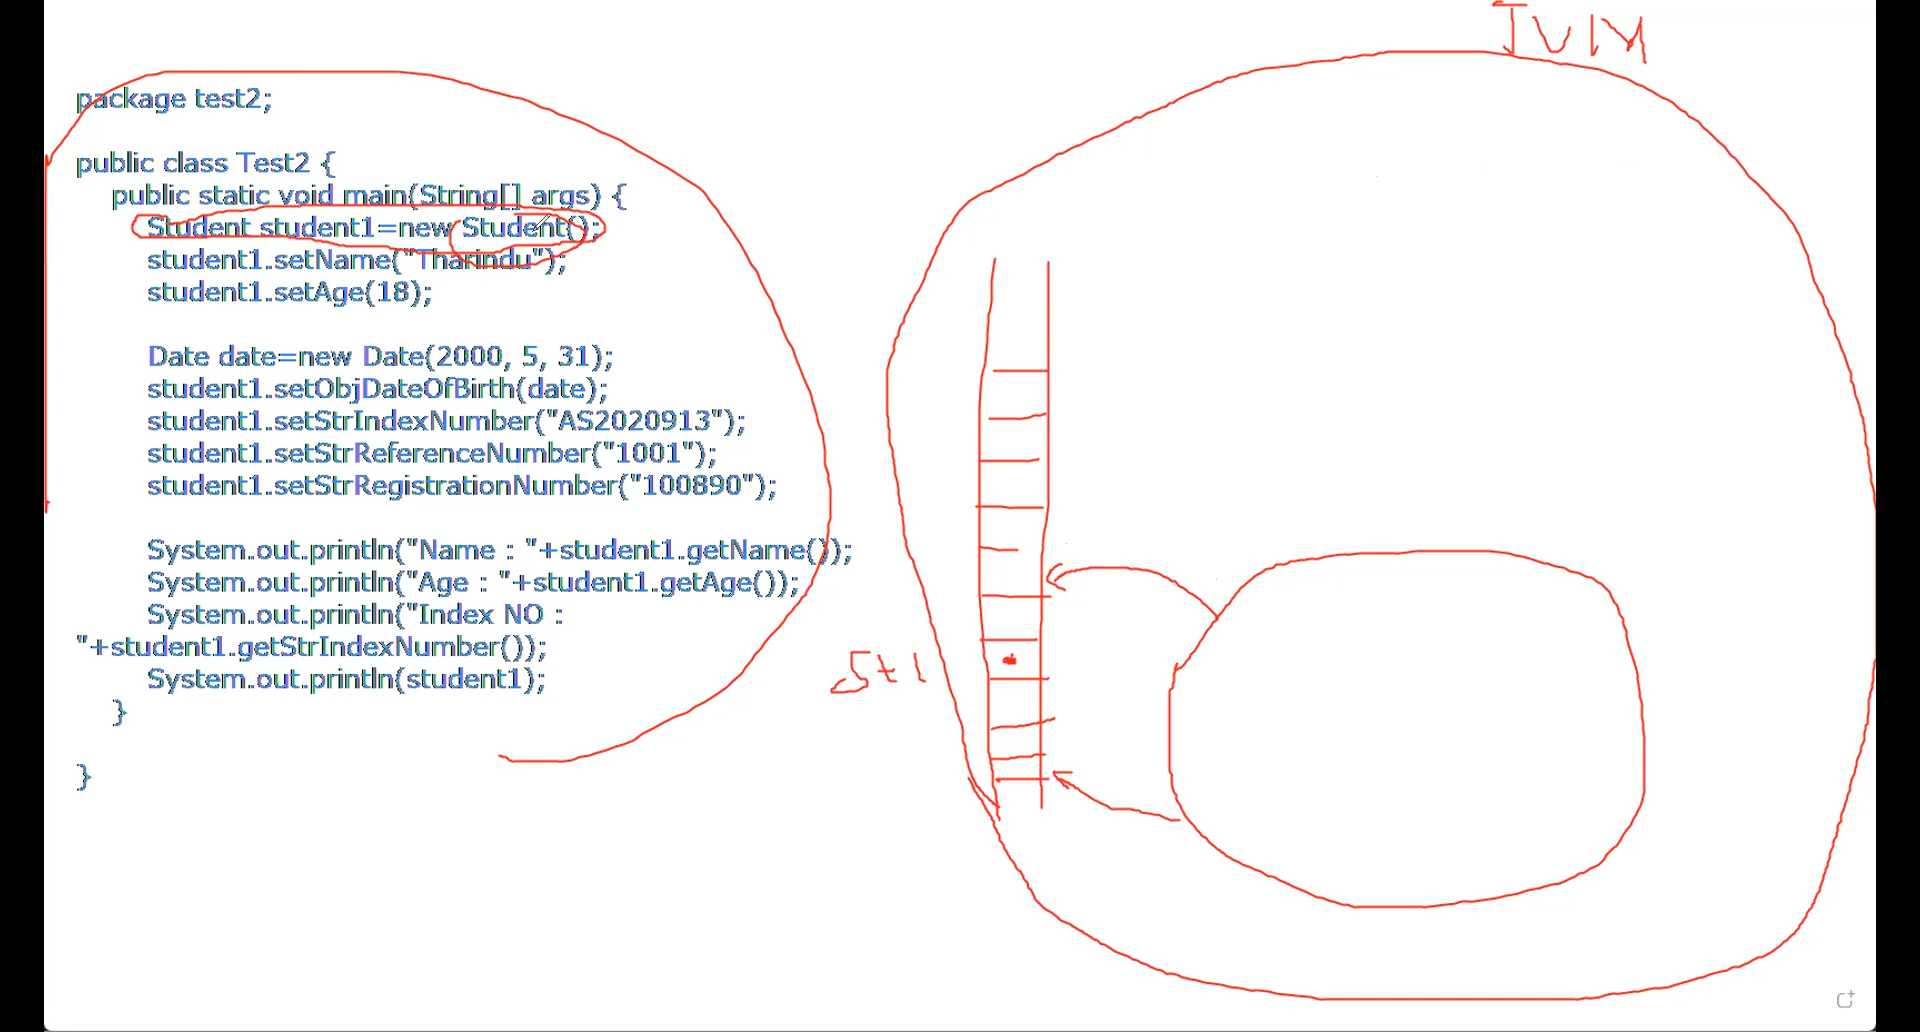 JVM
package test2;
public class Test2 {
public static void main(String[] args) {
Student student1=new Student();
student1.setName("Tharindu");
student1.setAge(18);
Date date=new Date(2000, 5, 31);
student1.setObjDateOfBirth(date);
student1.setStrIndexNumber("AS2020913");
student1.setStrReferenceNumber("1001");
student1.setStrRegistrationNumber("100890");
System.out.println("Name : "+student1.getName());
System.out.println("Age : "+student1.getAge());
System.out.println("Index NO :
"+student1.getStrIndexNumber());
System.out.println(student1);
}
}
St1